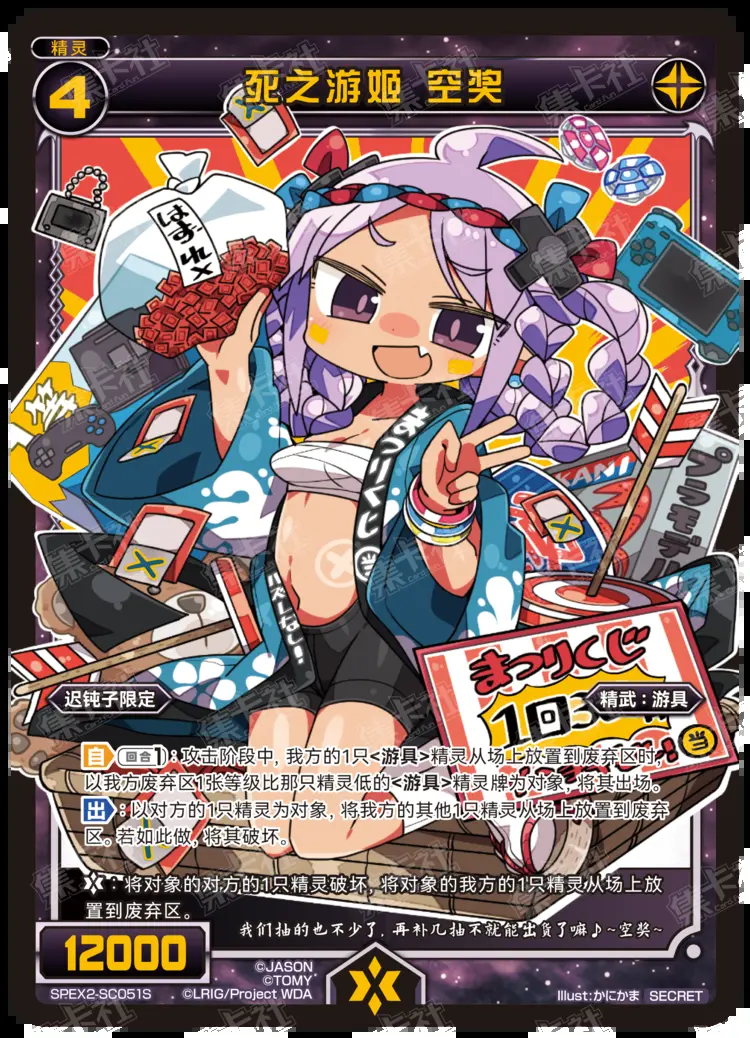 精灵
4
死之游姬 空奖
はずれ×
まつりくじ
当
ハズレなし!
KANI
プラモデル
まつりくじ
1回30
当
迟钝子限定
精武:游具
自 回合1:攻击阶段中,我方的1只<游具>精灵从场上放置到废弃区时,
以我方废弃区1张等级比那只精灵低的<游具>精灵牌为对象,将其出场。
出:以对方的1只精灵为对象,将我方的其他1只精灵从场上放置到废弃
区。若如此做,将其破坏。
:将对象的对方的1只精灵破坏,将对象的我方的1只精灵从场上放
置到废弃区。
我们抽的也不少了,再补几抽不就能出货了嘛♪~空奖~
12000
©JASON
©TOMY
SPEX2-SC051S ©LRIG/Project WDA
Illust:かにかま SECRET
集卡社